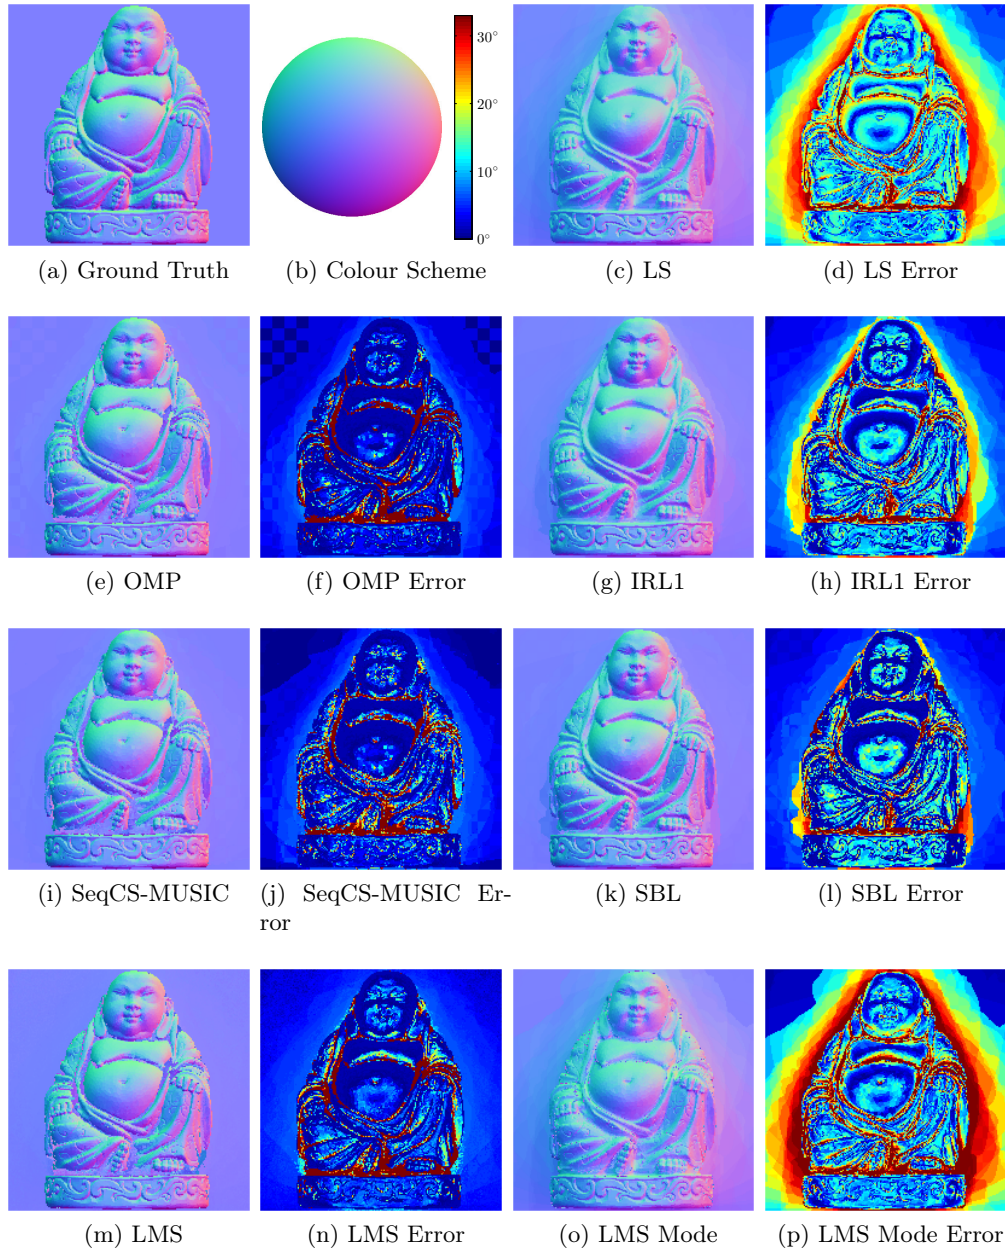 30°
20°
10°
0°
(a) Ground Truth
(b) Colour Scheme
(c) LS
(d) LS Error
(e) OMP
(f) OMP Error
(g) IRL1
(h) IRL1 Error
(i) SeqCS-MUSIC
(j) SeqCS-MUSIC Er-
ror
(k) SBL
(l) SBL Error
(m) LMS
(n) LMS Error
(o) LMS Mode
(p) LMS Mode Error